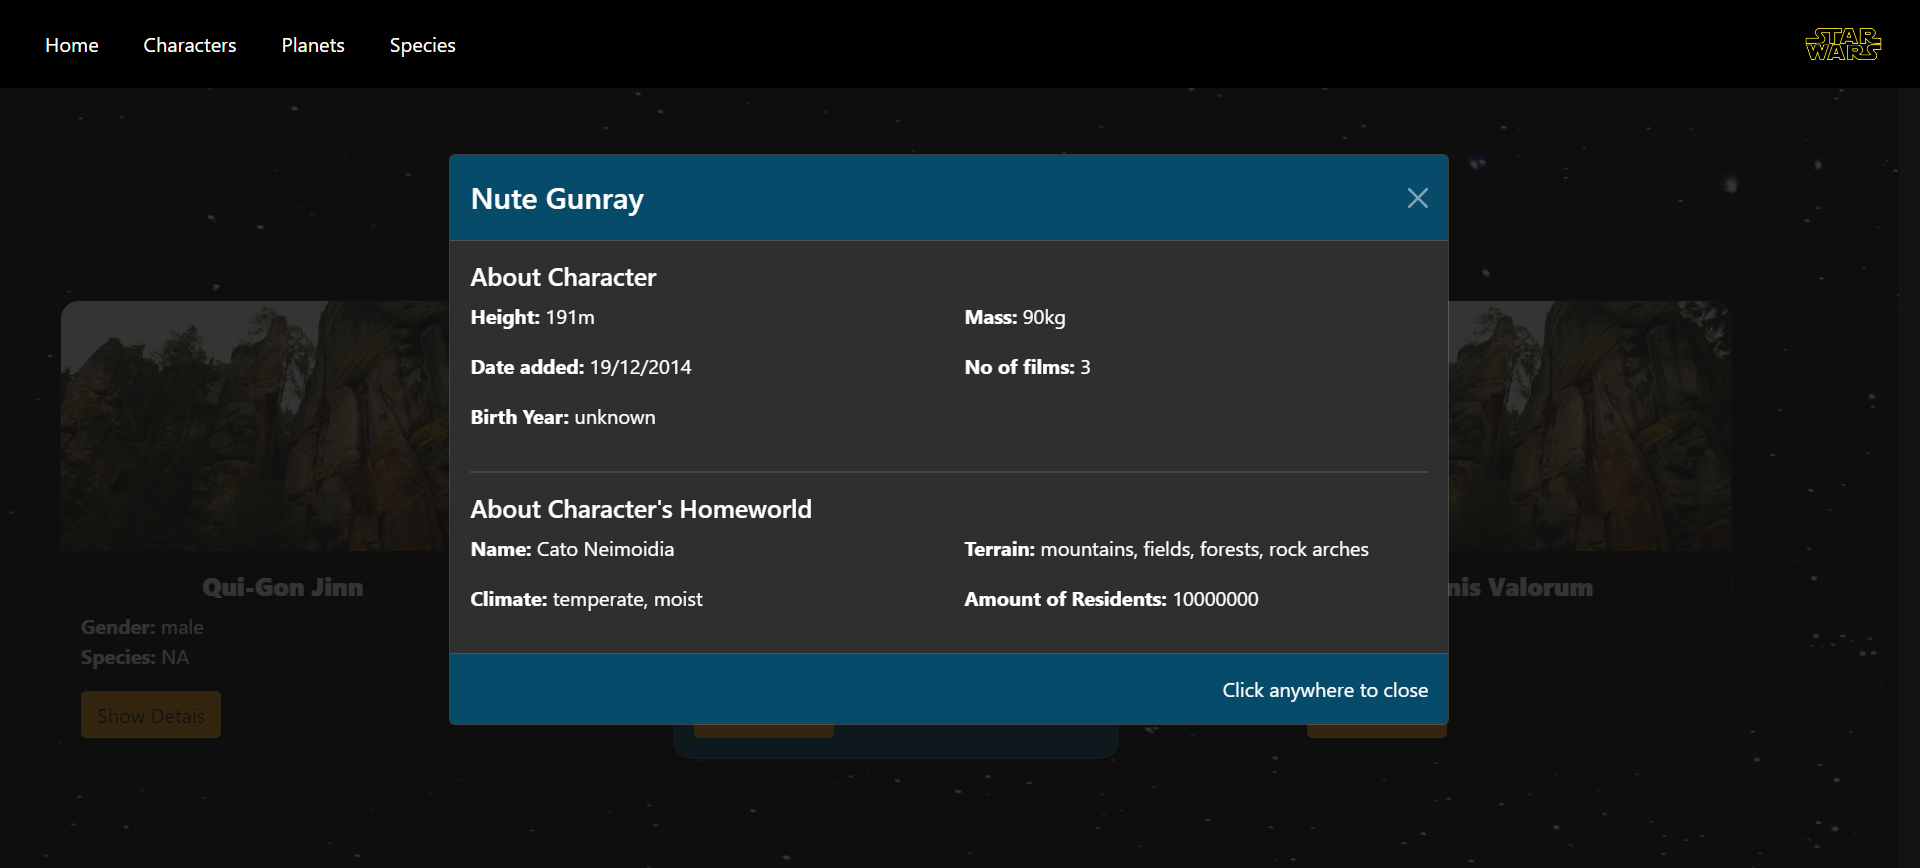 Home Characters Planets Species
STAR
WARS
Nute Gunray
About Character
Height: 191m Mass: 90kg
Date added: 19/12/2014 No of films: 3
Birth Year: unknown
About Character's Homeworld
Name: Cato Neimoidia Terrain: mountains, fields, forests, rock arches
Climate: temperate, moist Amount of Residents: 10000000
Click anywhere to close
Qui-Gon Jinn
Gender: male
Species: NA
Show Detais
nis Valorum